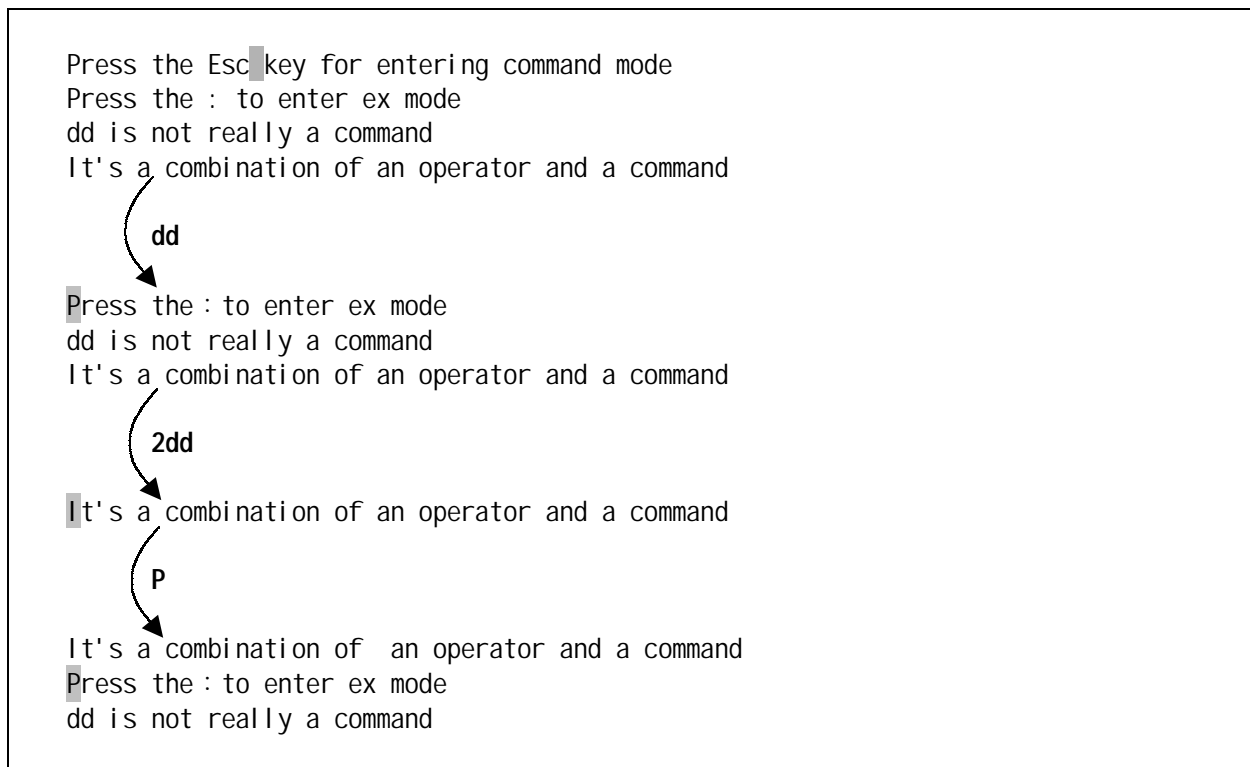 Press the Esc key for entering command mode
Press the : to enter ex mode
dd is not really a command
It's a combination of an operator and a command
dd
Press the : to enter ex mode
dd is not really a command
It's a combination of an operator and a command
2dd
It's a combination of an operator and a command
P
It's a combination of  an operator and a command
Press the : to enter ex mode
dd is not really a command